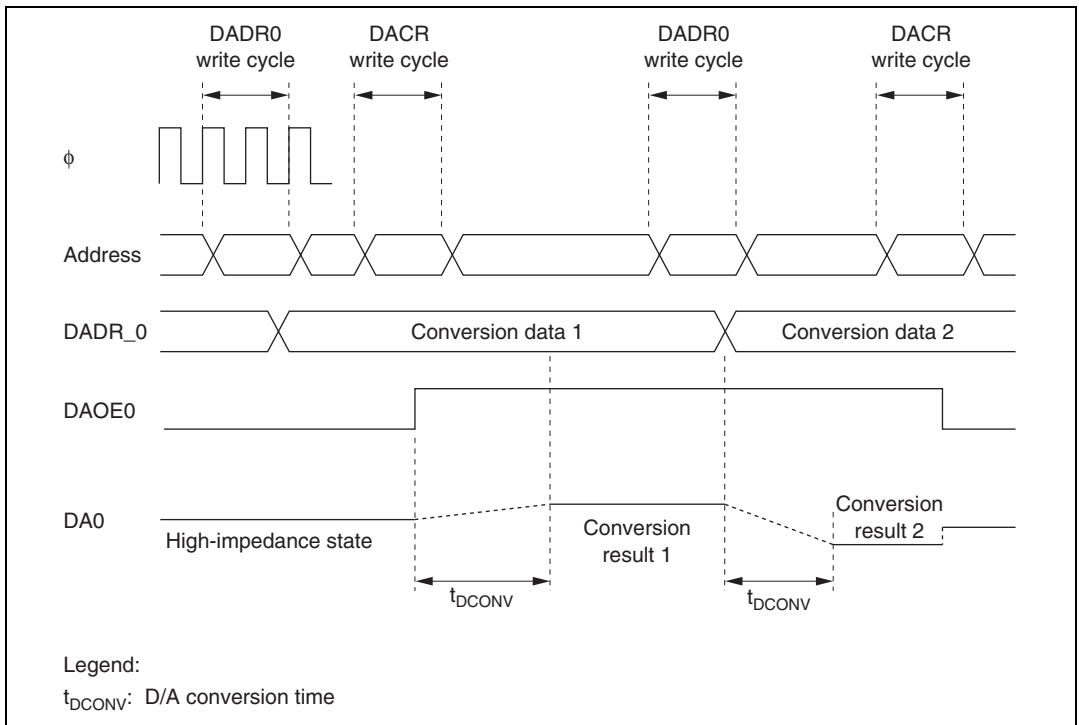 DADR0
write cycle
DACR
write cycle
DADR0
write cycle
DACR
write cycle
ϕ
Address
DADR_0
Conversion data 1
Conversion data 2
DAOE0
DA0
High-impedance state
Conversion
result 1
Conversion
result 2
tDCONV
tDCONV
Legend:
tDCONV: D/A conversion time